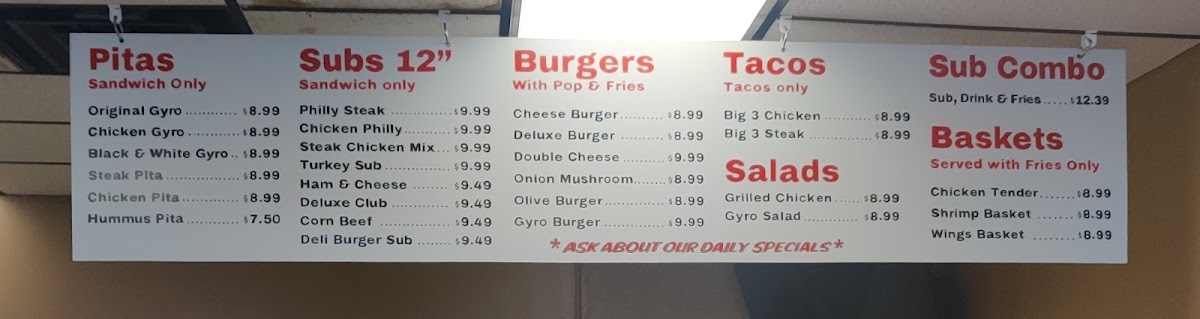 Pitas
Sandwich Only
Original Gyro ............ $8.99
Chicken Gyro ............ $8.99
Black & White Gyro .. $8.99
Steak Pita ................ $8.99
Chicken Pita ............. $8.99
Hummus Pita ........... $7.50
Subs 12”
Sandwich only
Philly Steak ............. $9.99
Chicken Philly .......... $9.99
Steak Chicken Mix... $9.99
Turkey Sub .............. $9.99
Ham & Cheese ....... $9.49
Deluxe Club ............ $9.49
Corn Beef ............... $9.49
Deli Burger Sub ....... $9.49
Burgers
With Pop & Fries
Cheese Burger .......... $8.99
Deluxe Burger .......... $8.99
Double Cheese .......... $9.99
Onion Mushroom....... $8.99
Olive Burger............. $8.99
Gyro Burger ............. $9.99
Tacos
Tacos only
Big 3 Chicken .......... $8.99
Big 3 Steak .............. $8.99
Salads
Grilled Chicken ...... $8.99
Gyro Salad ............. $8.99
*ASK ABOUT OUR DAILY SPECIALS*
Sub Combo
Sub, Drink & Fries ..... $12.39
Baskets
Served with Fries Only
Chicken Tender....... $8.99
Shrimp Basket ....... $8.99
Wings Basket ........ $8.99